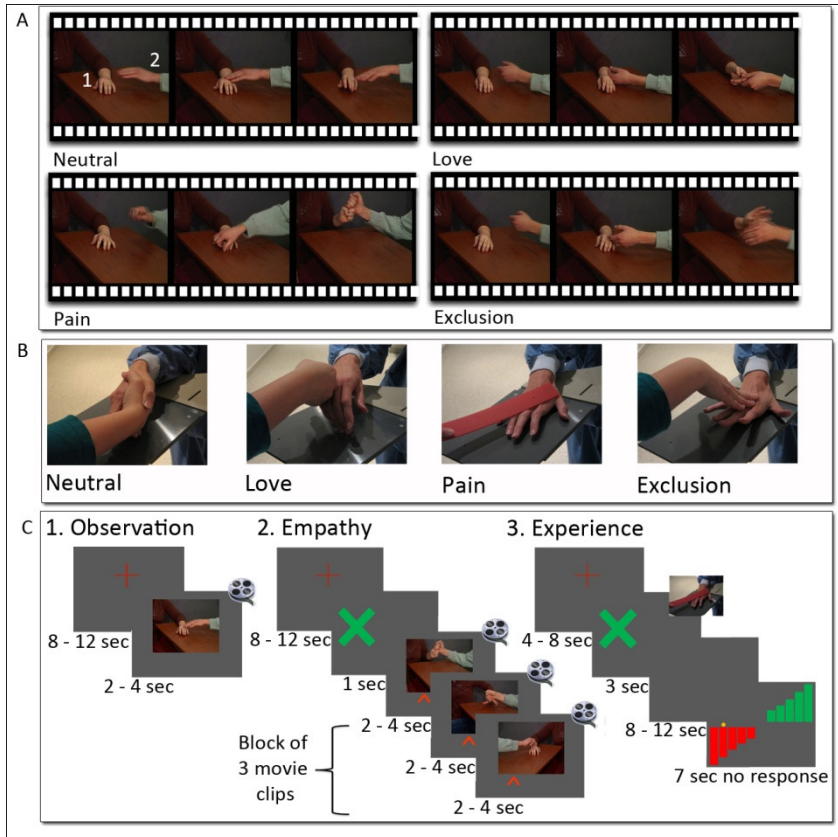 A
1
2
Neutral
Love
Pain
Exclusion
B
Neutral
Love
Pain
Exclusion
C
1. Observation
2. Empathy
3. Experience
8 - 12 sec
2 - 4 sec
8 - 12 sec
1 sec
2 - 4 sec
2 - 4 sec
2 - 4 sec
Block of
3 movie
clips
4 - 8 sec
3 sec
8 - 12 sec
7 sec no response